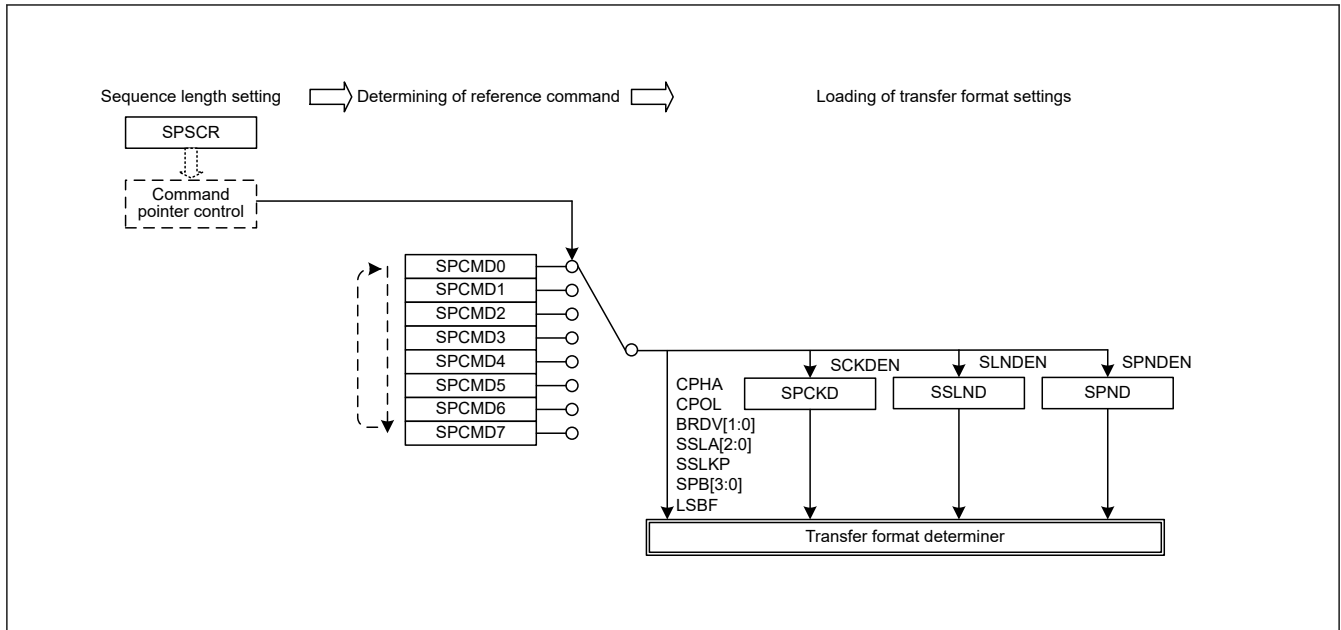 Sequence length setting
Determining of reference command
Loading of transfer format settings
SPSCR
Command
pointer control
SPCMD0
SPCMD1
SPCMD2
SPCMD3
SPCMD4
SPCMD5
SPCMD6
SPCMD7
CPHA
CPOL
BRDV[1:0]
SSLA[2:0]
SSLKP
SPB[3:0]
LSBF
SCKDEN
SPCKD
SLNDEN
SSLND
SPNDEN
SPND
Transfer format determiner